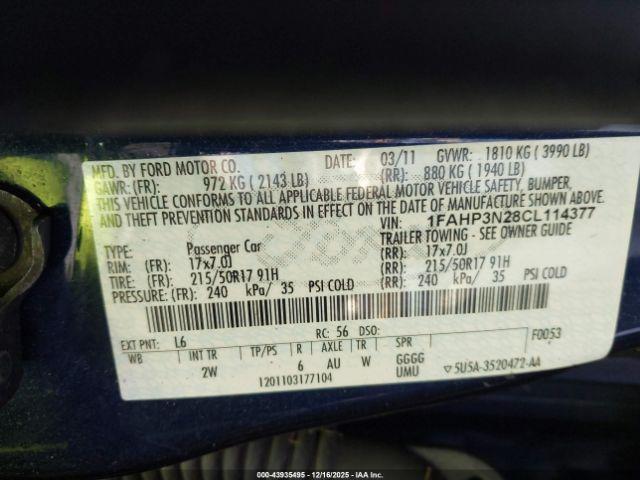 MFD. BY FORD MOTOR CO. DATE: 03/11 GVWR: 1810 KG ( 3990 LB)
GAWR: (FR): 972 KG ( 2143 LB) (RR): 880 KG ( 1940 LB)
THIS VEHICLE CONFORMS TO ALL APPLICABLE FEDERAL MOTOR VEHICLE SAFETY, BUMPER,
AND THEFT PREVENTION STANDARDS IN EFFECT ON THE DATE OF MANUFACTURE SHOWN ABOVE.
VIN: 1FAHP3N28CL114377
TYPE: Passenger Car TRAILER TOWING - SEE OWNER GUIDE
RIM: (FR): 17x7.0J (RR): 17x7.0J
TIRE: (FR): 215/50R17 91H (RR): 215/50R17 91H
PRESSURE: (FR): 240 kPa/ 35 PSI COLD (RR): 240 kPa/ 35 PSI COLD
EXT PNT: L6 RC: 56 DSO: F0053
WB INT TR TP/PS R AXLE TR SPR
2W 6 AU W GGGG
UMU 5U5A-3520472-AA
1201103177104
000-43935495 - 12/16/2025 - IAA